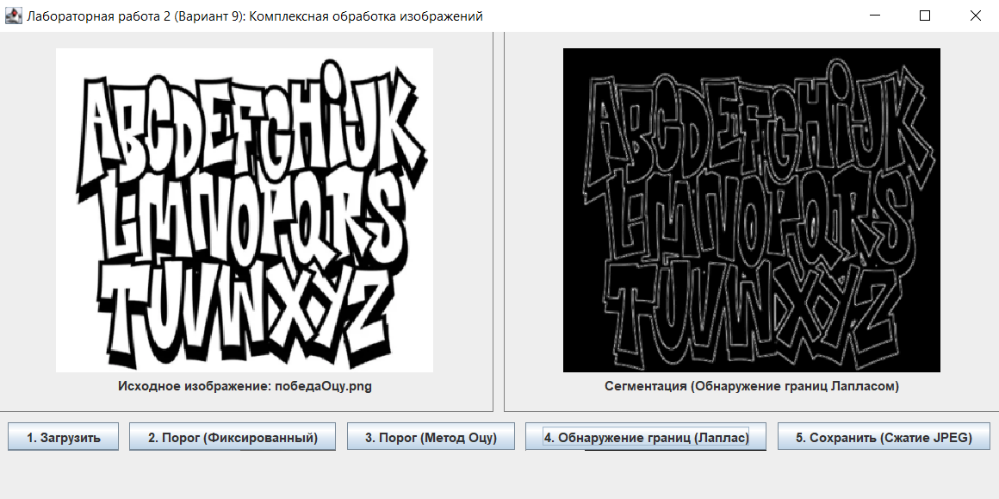 Лабораторная работа 2 (Вариант 9): Комплексная обработка изображений
ABCDEFGHiJK
LMNOPQRS
TUVWXYZ
Исходное изображение: победаОцу.png
ABCDEFGHiJK
LMNOPQRS
TUVWXYZ
Сегментация (Обнаружение границ Лапласом)
1. Загрузить
2. Порог (Фиксированный)
3. Порог (Метод Оцу)
4. Обнаружение границ (Лаплас)
5. Сохранить (Сжатие JPEG)